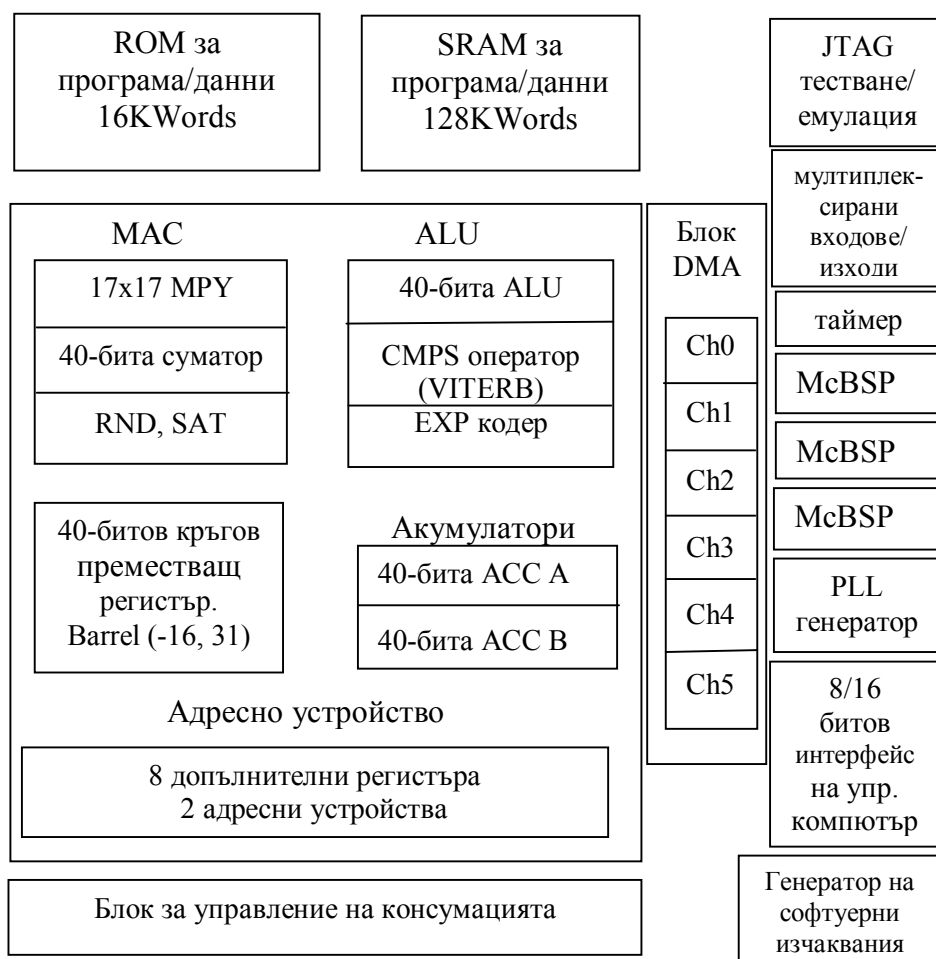 ROM за
програма/данни
16KWords
SRAM за
програма/данни
128KWords
JTAG
тестване/
емулация
мултиплек-
сирани
входове/
изходи
MAC
17x17 MPY
40-бита суматор
RND, SAT
ALU
40-бита ALU
CMPS оператор
(VITERB)
EXP кодер
Блок
DMA
Ch0
Ch1
Ch2
Ch3
Ch4
Ch5
таймер
McBSP
McBSP
McBSP
PLL
генератор
8/16
битов
интерфейс
на упр.
компютър
40-битов кръгов
преместващ
регистър.
Barrel (-16, 31)
Акумулатори
40-бита ACC A
40-бита ACC B
Адресно устройство
8 допълнителни регистъра
2 адресни устройства
Блок за управление на консумацията
Генератор на
софтуерни
изчаквания